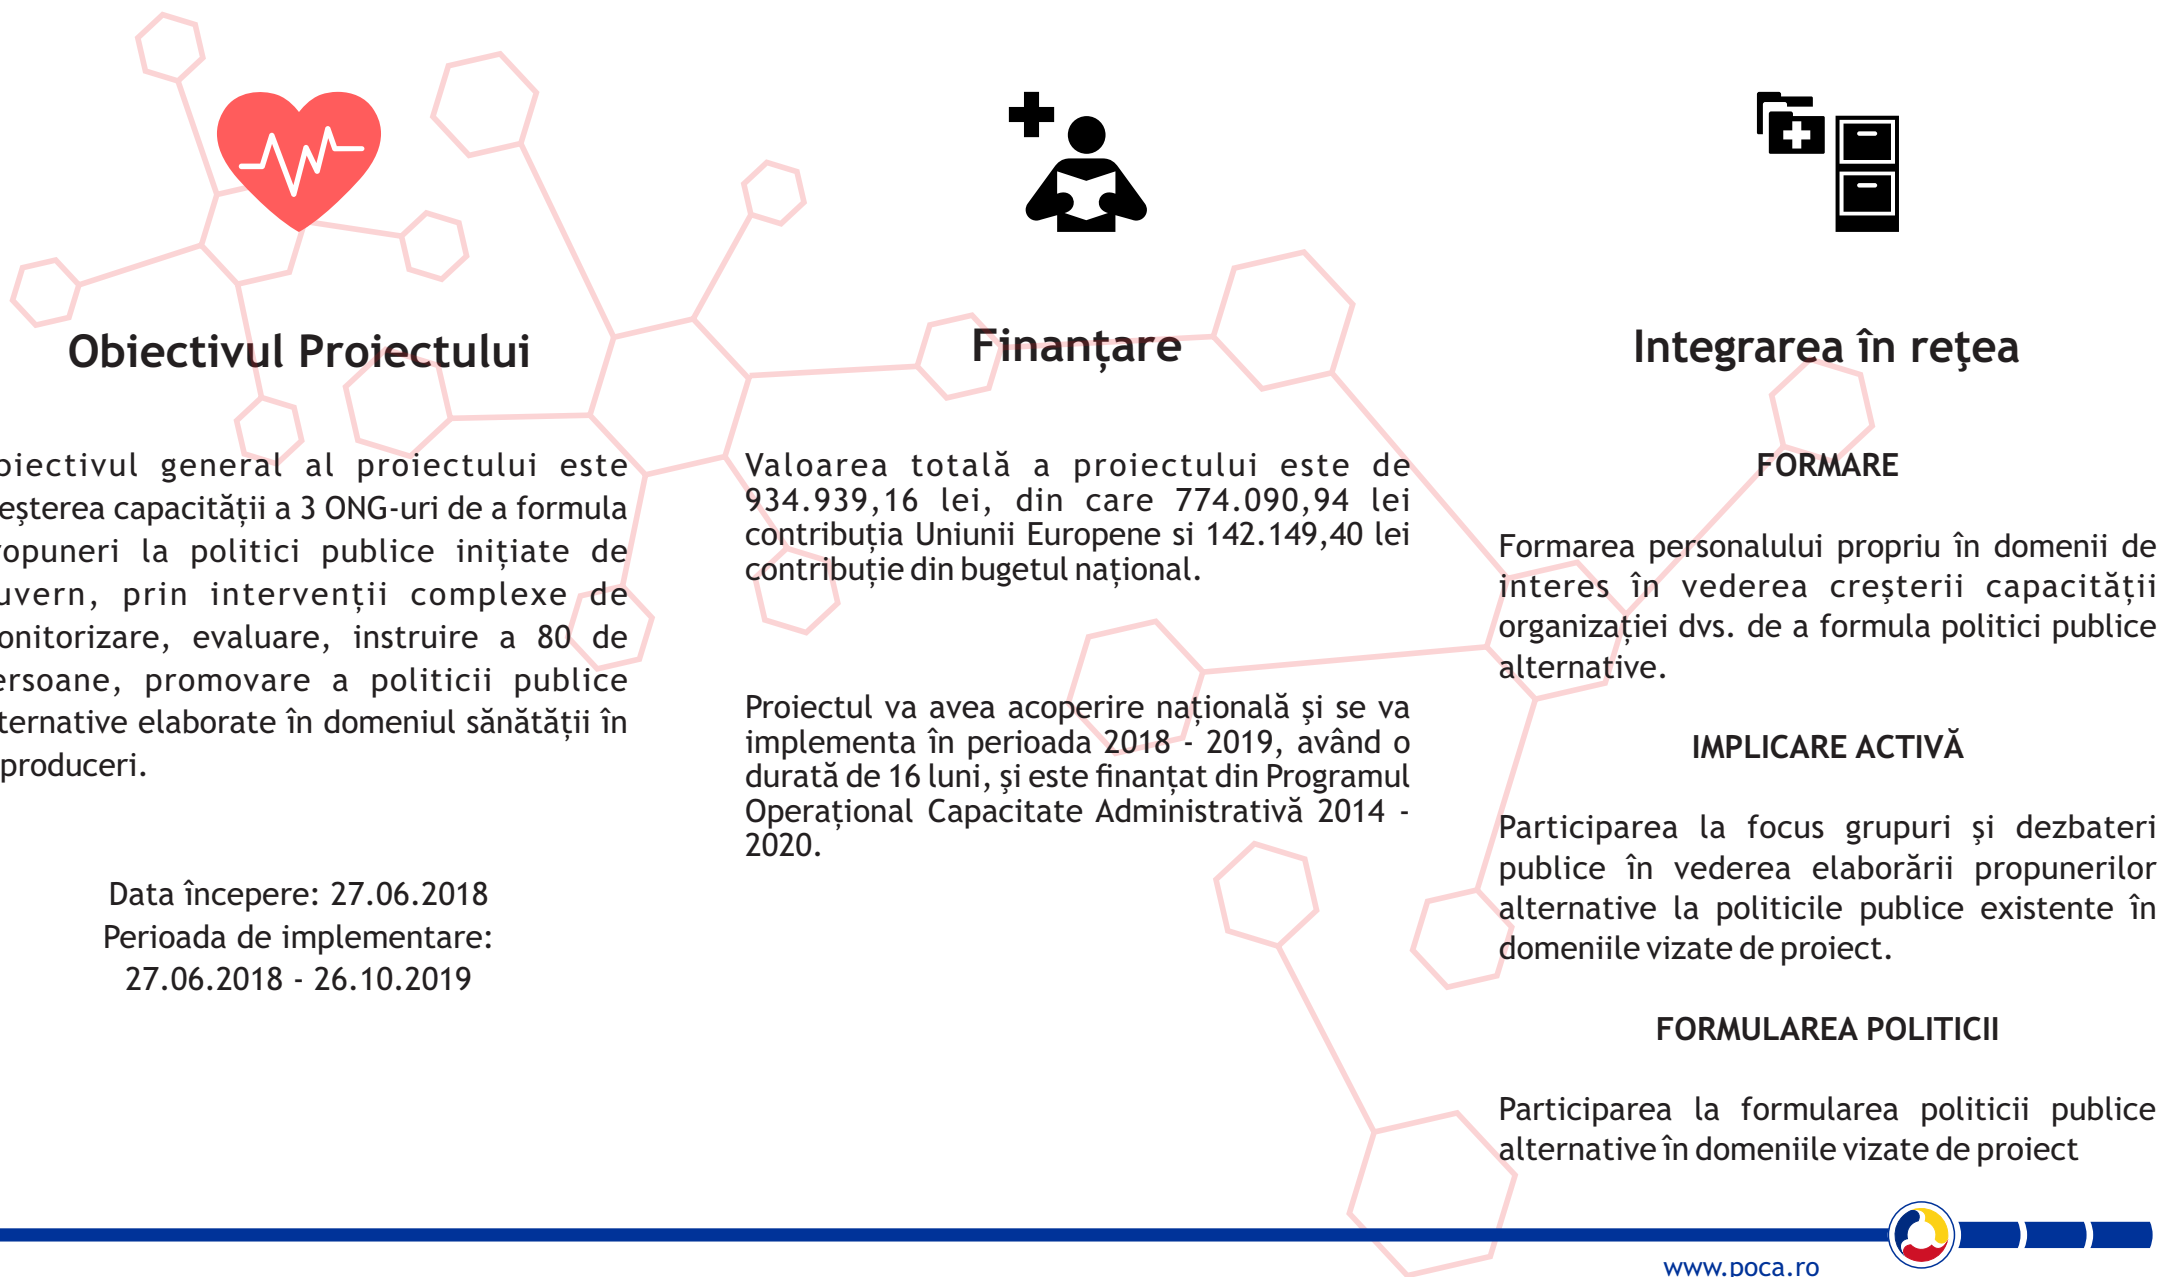 Obiectivul Proiectului
biectivul general al proiectului este
eșterea capacității a 3 ONG-uri de a formula
ropuneri la politici publice inițiate de
uvern, prin intervenții complexe de
onitorizare, evaluare, instruire a 80 de
ersoane, promovare a politicii publice
ternative elaborate în domeniul sănătății în
produceri.
Data începere: 27.06.2018
Perioada de implementare:
27.06.2018 - 26.10.2019
Finanțare
Valoarea totală a proiectului este de
934.939,16 lei, din care 774.090,94 lei
contribuția Uniunii Europene si 142.149,40 lei
contribuție din bugetul național.
Proiectul va avea acoperire națională și se va
implementa în perioada 2018 - 2019, având o
durată de 16 luni, și este finanțat din Programul
Operațional Capacitate Administrativă 2014 -
2020.
Integrarea în rețea
FORMARE
Formarea personalului propriu în domenii de
interes în vederea creșterii capacității
organizației dvs. de a formula politici publice
alternative.
IMPLICARE ACTIVĂ
Participarea la focus grupuri și dezbateri
publice în vederea elaborării propunerilor
alternative la politicile publice existente în
domeniile vizate de proiect.
FORMULAREA POLITICII
Participarea la formularea politicii publice
alternative în domeniile vizate de proiect
www.poca.ro